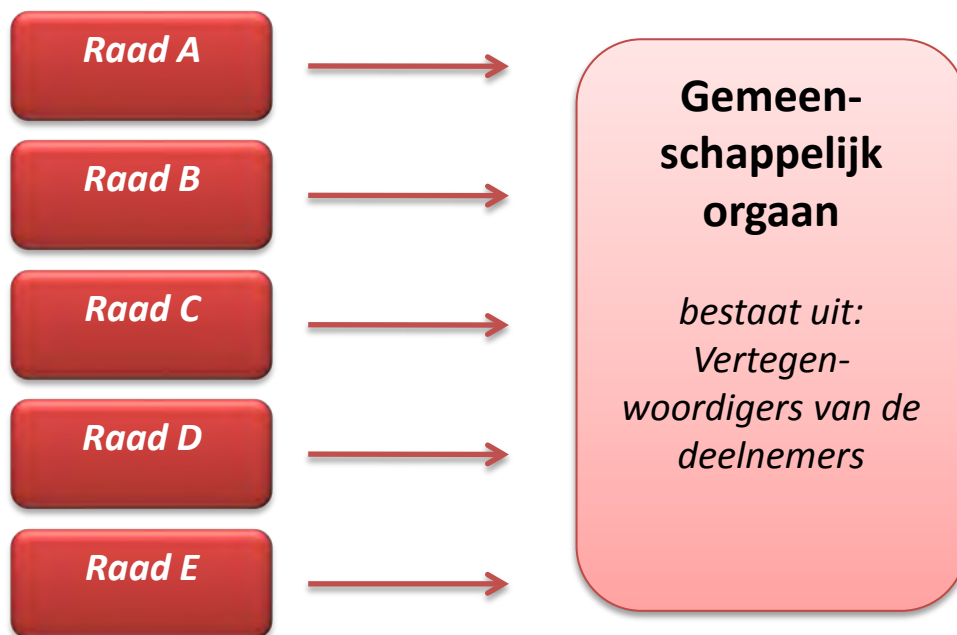 Raad A
Raad B
Raad C
Raad D
Raad E
Gemeen-
schappelijk
orgaan
bestaat uit:
Vertegen-
woordigers van de
deelnemers